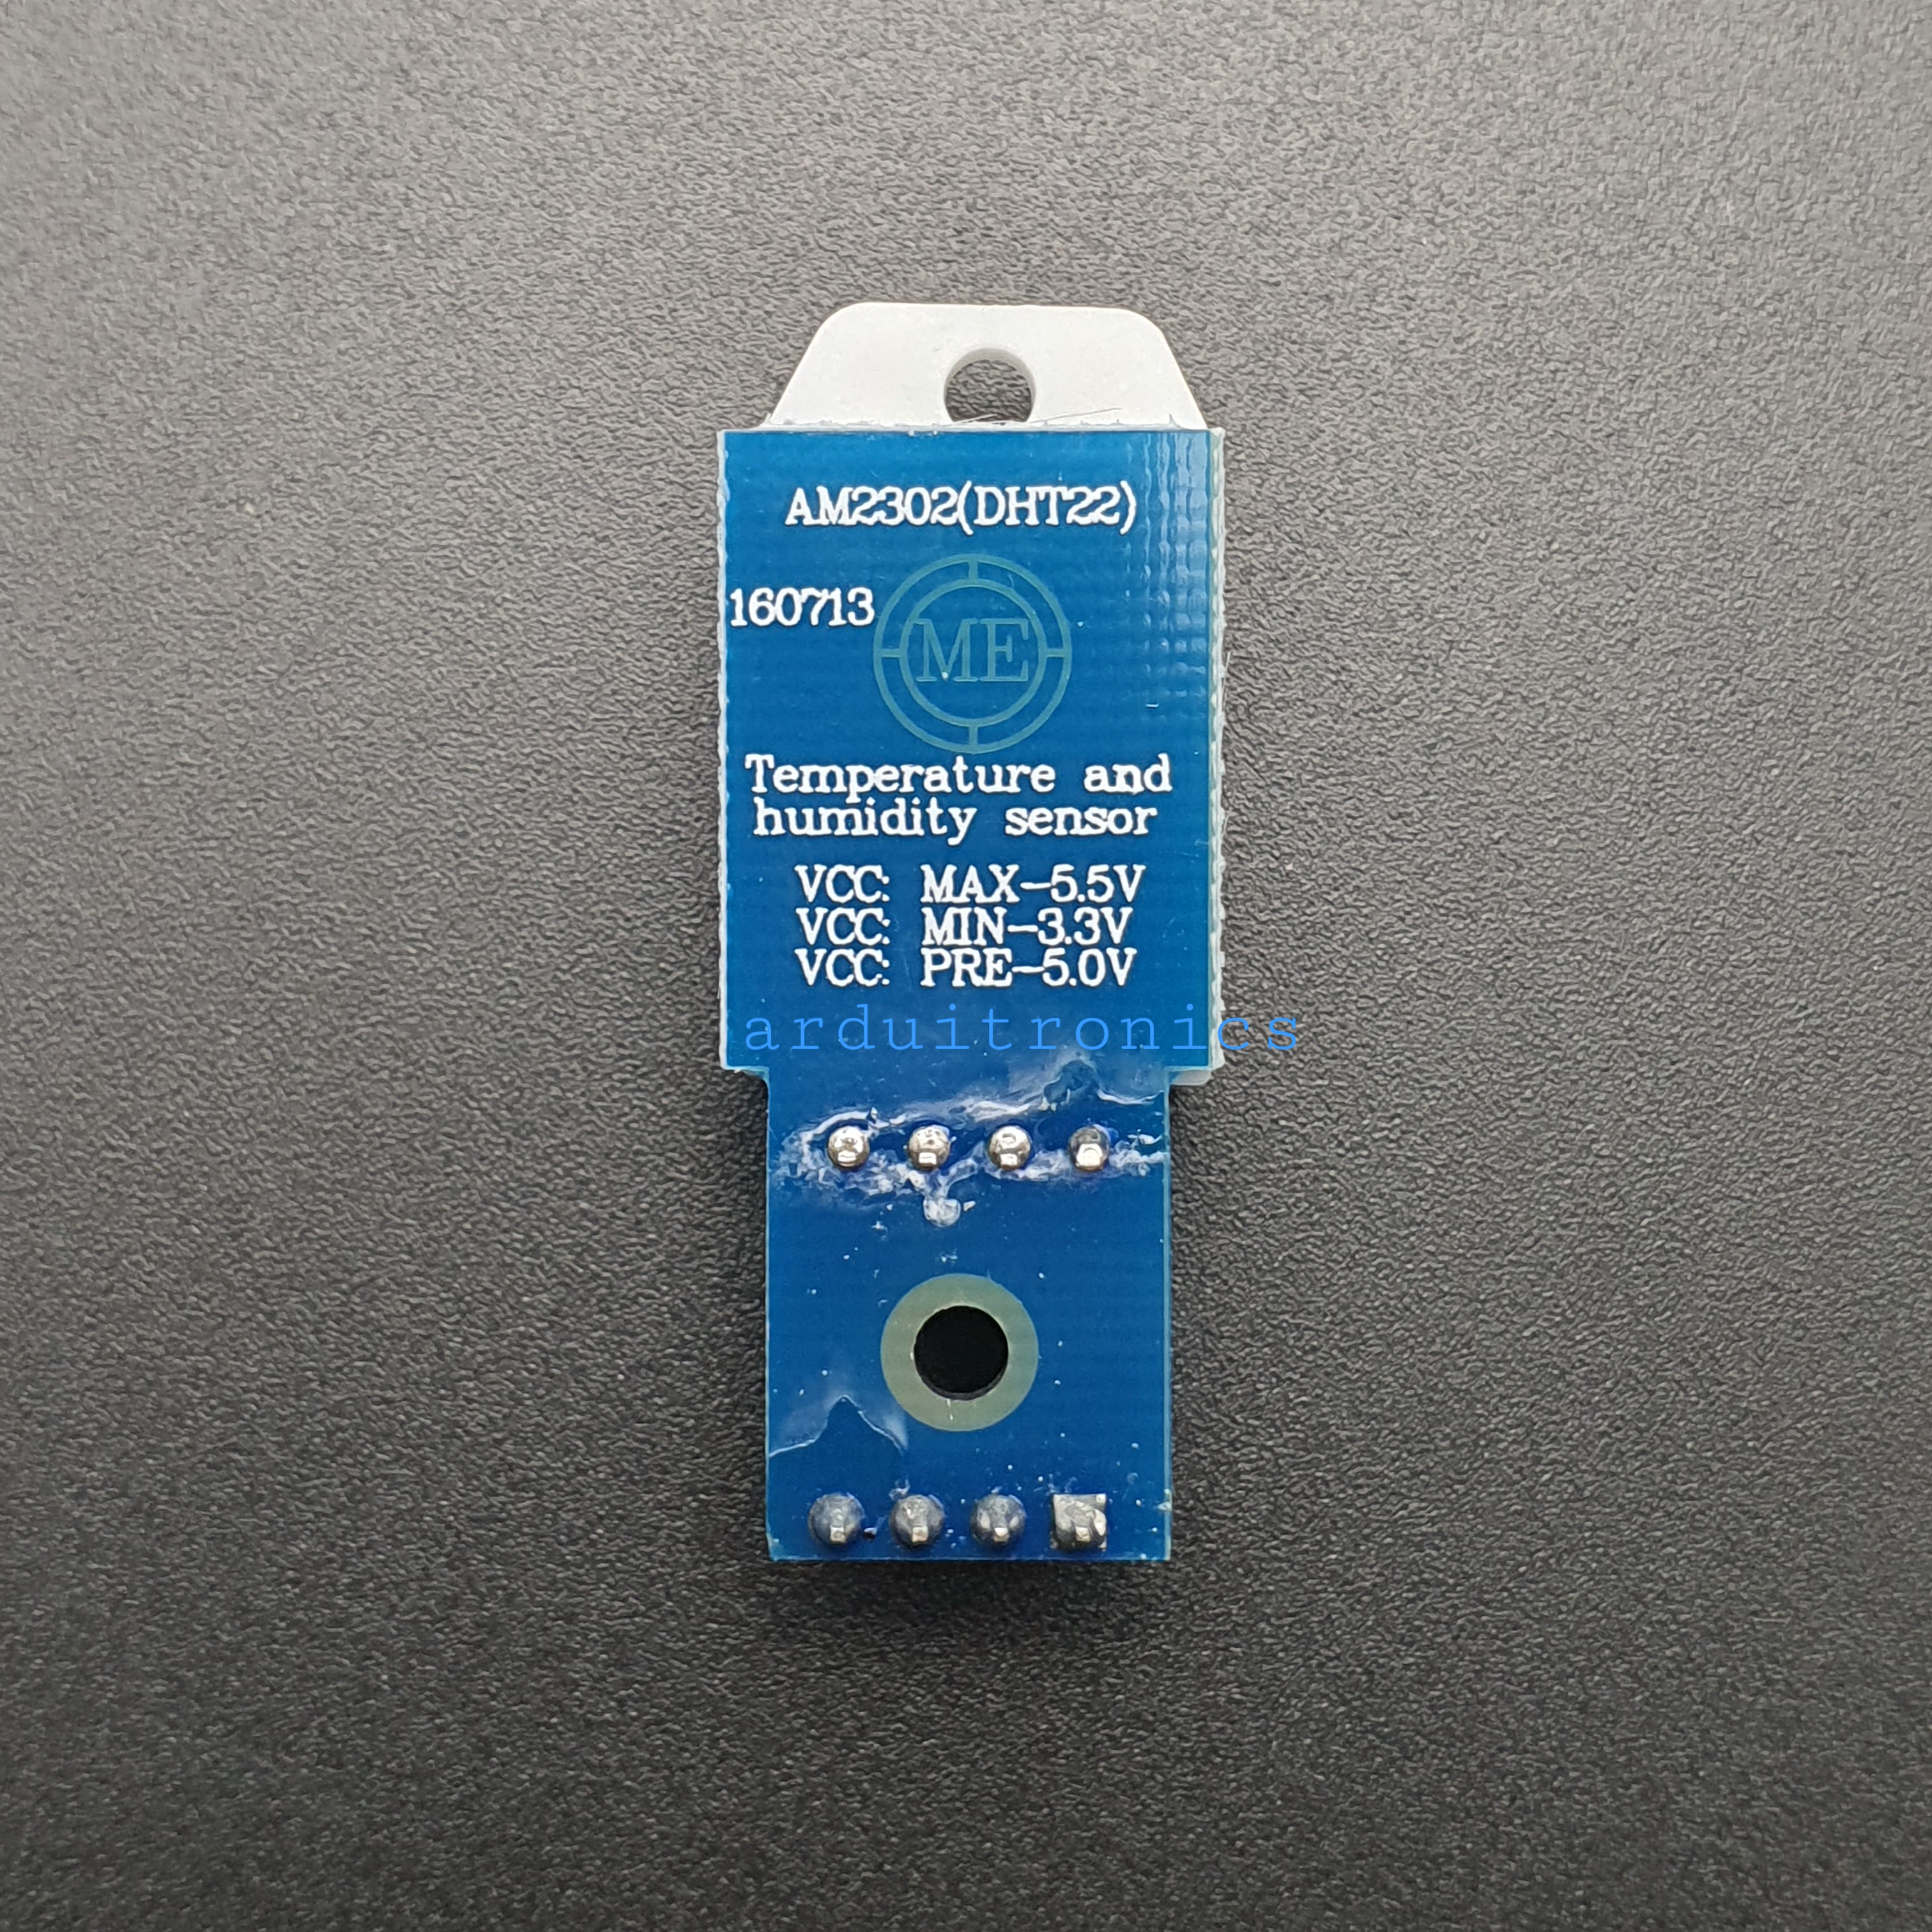 AM2302(DHT22)
160713
ME
Temperature and
humidity sensor
VCC: MAX-5.5V
VCC: MIN-3.3V
VCC: PRE-5.0V
arduitronics